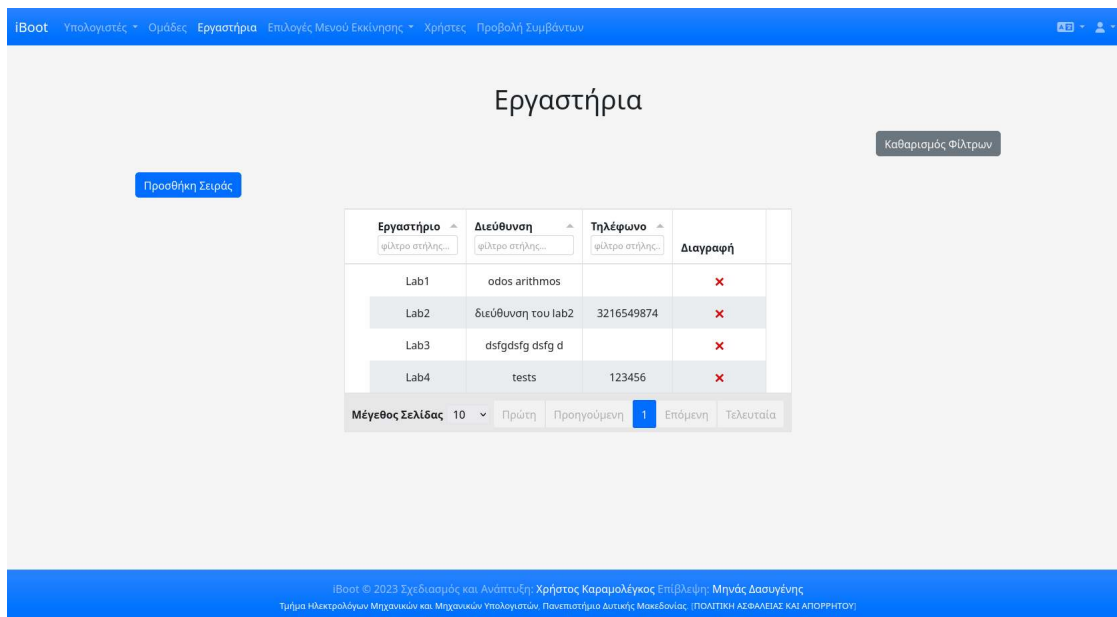 iBoot Υπολογιστές Ομάδες Εργαστήρια Επιλογές Μενού Εκκίνησης Χρήστες Προβολή Συμβάντων
Εργαστήρια
Καθαρισμός Φίλτρων
Προσθήκη Σειράς
Εργαστήριο Διεύθυνση Τηλέφωνο Διαγραφή
φίλτρο στήλης... φίλτρο στήλης... φίλτρο στήλης...
Lab1 odos arithmos
Lab2 διεύθυνση του lab2 3216549874
Lab3 dsfgdsfg dsfg d
Lab4 tests 123456
Μέγεθος Σελίδας 10 Πρώτη Προηγούμενη 1 Επόμενη Τελευταία
iBoot © 2023 Σχεδιασμός και Ανάπτυξη: Χρήστος Καραμολέγκος Επίβλεψη: Μηνάς Δασυγένης
Τμήμα Ηλεκτρολόγων Μηχανικών και Μηχανικών Υπολογιστών, Πανεπιστήμιο Δυτικής Μακεδονίας. [ΠΟΛΙΤΙΚΗ ΑΣΦΑΛΕΙΑΣ ΚΑΙ ΑΠΟΡΡΗΤΟΥ]